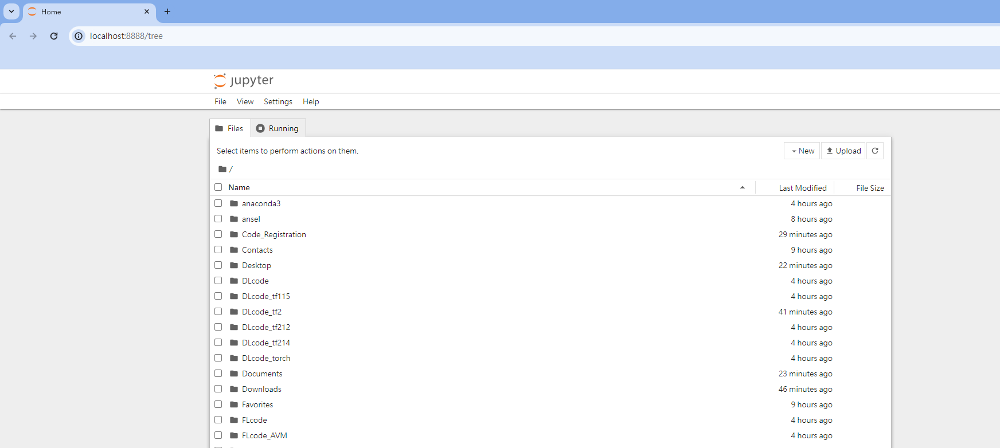 Home
localhost:8888/tree
jupyter
File View Settings Help
Files Running
Select items to perform actions on them.
New Upload
/
Name Last Modified File Size
anaconda3 4 hours ago
ansel 8 hours ago
Code_Registration 29 minutes ago
Contacts 9 hours ago
Desktop 22 minutes ago
DLcode 4 hours ago
DLcode_tf115 4 hours ago
DLcode_tf2 41 minutes ago
DLcode_tf212 4 hours ago
DLcode_tf214 4 hours ago
DLcode_torch 4 hours ago
Documents 23 minutes ago
Downloads 46 minutes ago
Favorites 9 hours ago
FLcode 4 hours ago
FLcode_AVM 4 hours ago